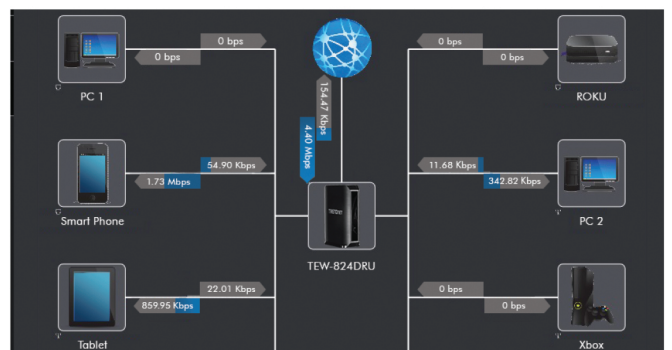 0 bps
0 bps
PC 1
54.90 Kbps
1.73 Mbps
Smart Phone
22.01 Kbps
859.95 Kbps
Tablet
154.47 Kbps
4.40 Mbps
TRENDNET
TEW-824DRU
0 bps
0 bps
ROKU
11.68 Kbps
342.82 Kbps
PC 2
0 bps
0 bps
Xbox